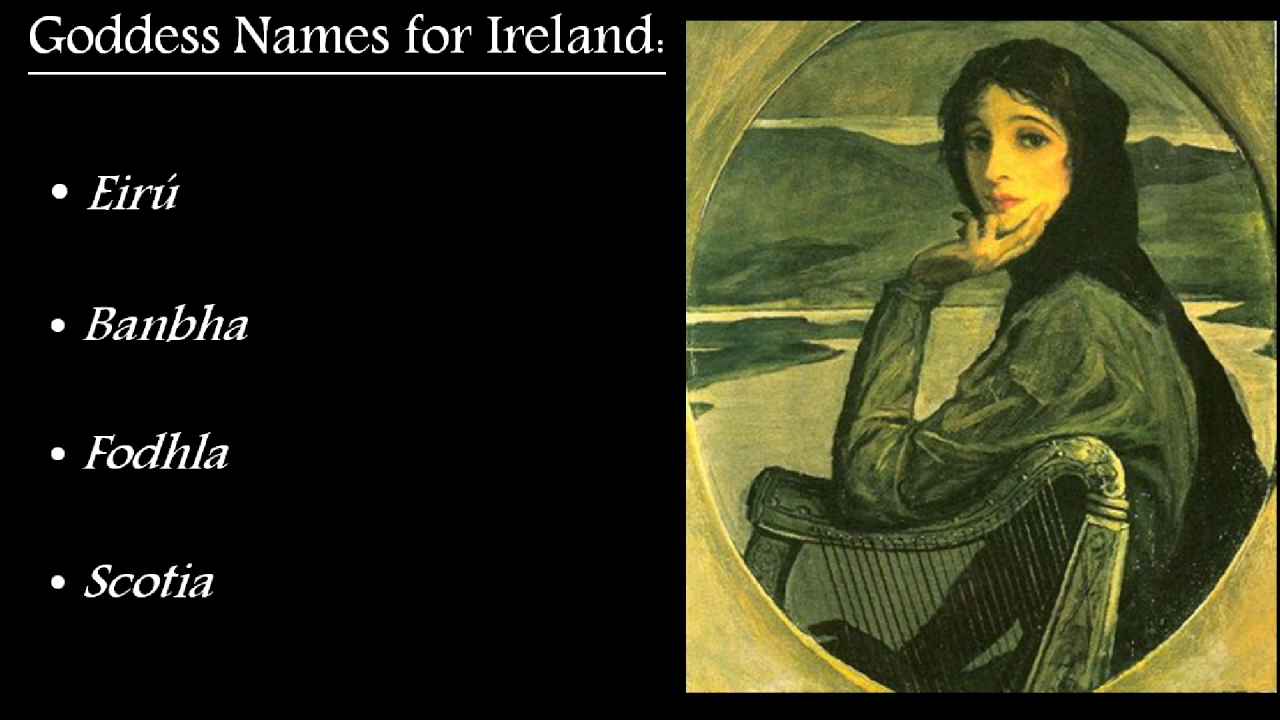 Goddess Names for Ireland:
• Eirú
• Banbha
• Fodhla
• Scotia